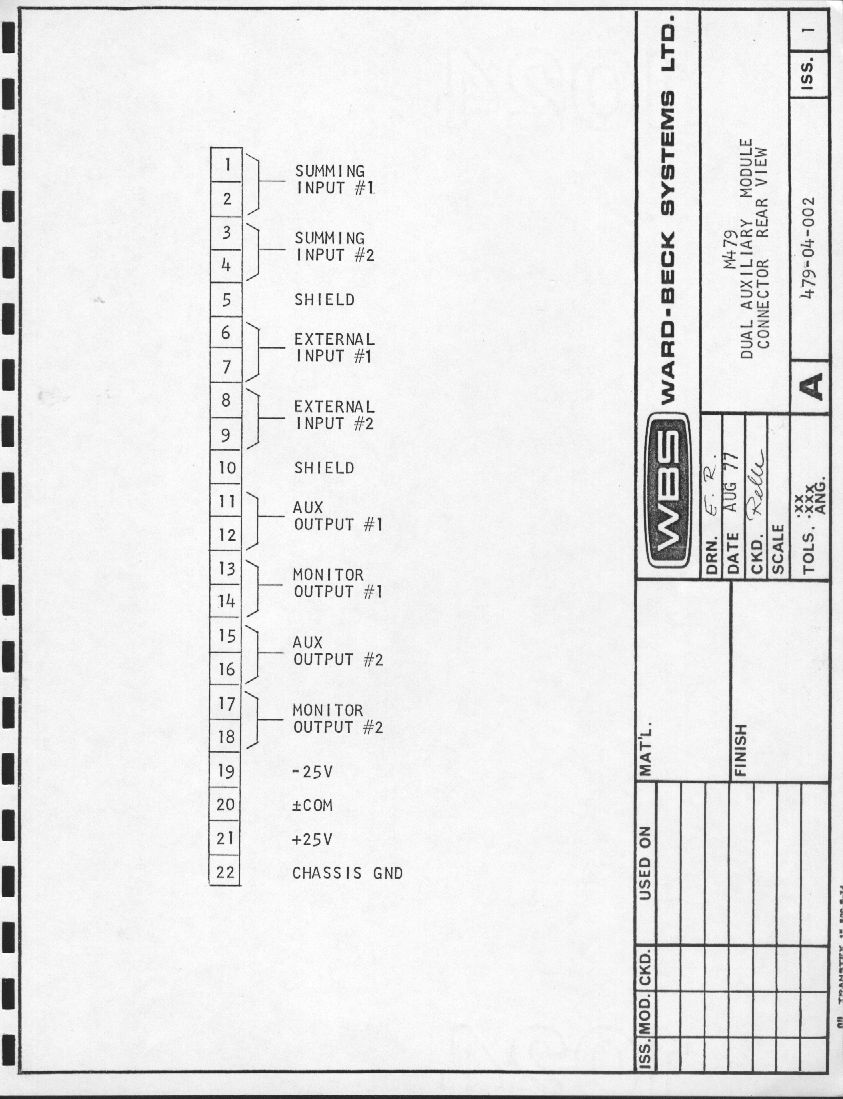 1
2
SUMMING
INPUT #1
3
4
SUMMING
INPUT #2
5
SHIELD
6
7
EXTERNAL
INPUT #1
8
9
EXTERNAL
INPUT #2
10
SHIELD
11
12
AUX
OUTPUT #1
13
14
MONITOR
OUTPUT #1
15
16
AUX
OUTPUT #2
17
18
MONITOR
OUTPUT #2
19
-25V
20
±COM
21
+25V
22
CHASSIS GND
WBS
WARD-BECK SYSTEMS LTD.
M479
DUAL AUXILIARY MODULE
CONNECTOR REAR VIEW
DRN. E. R.
DATE AUG 77
CKD.
SCALE
TOLS. .XX
.XXX
ANG.
A
479-04-002
ISS. 1
MAT'L.
FINISH
USED ON
ISS. MOD. CKD.